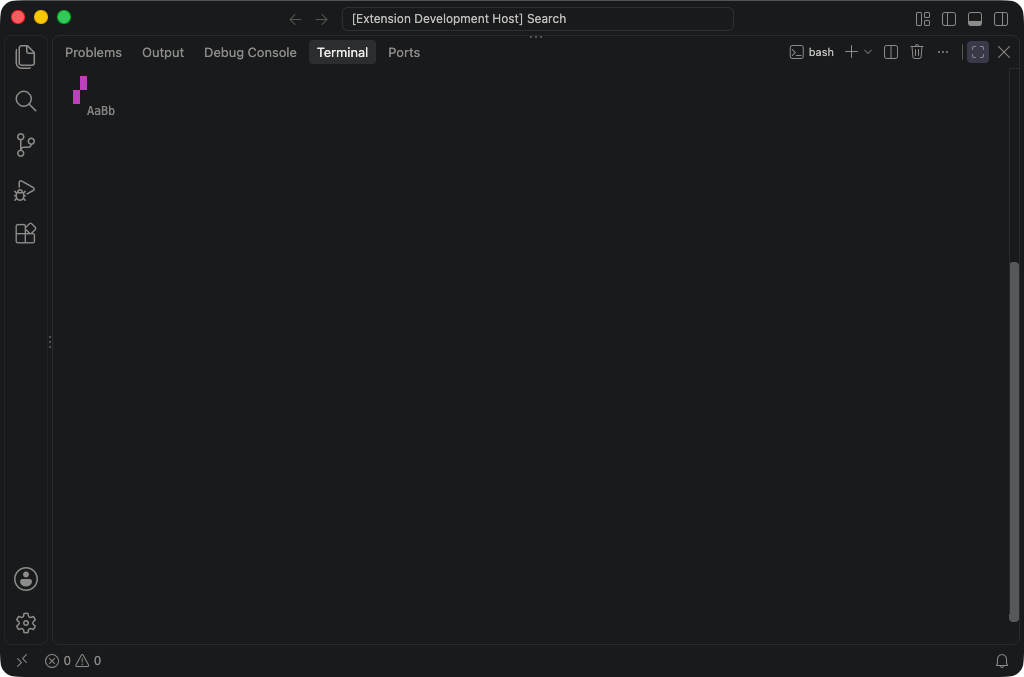 [Extension Development Host] Search
Problems Output Debug Console Terminal Ports bash
AaBb
0 0